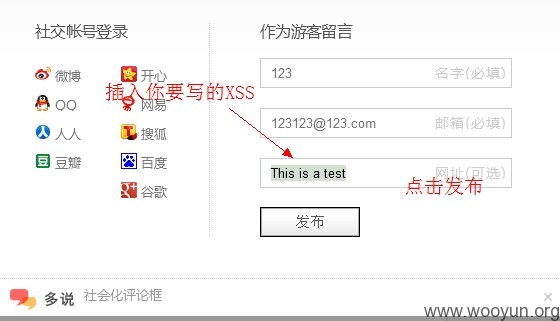 社交帐号登录
微博
开心
QQ
网易
人人
搜狐
豆瓣
百度
谷歌
作为游客留言
123
名字(必填)
插入你要写的XSS
123123@123.com
邮箱(必填)
This is a test
网址(可选)
点击发布
发布
多说
社会化评论框
×
www.wooyun.org